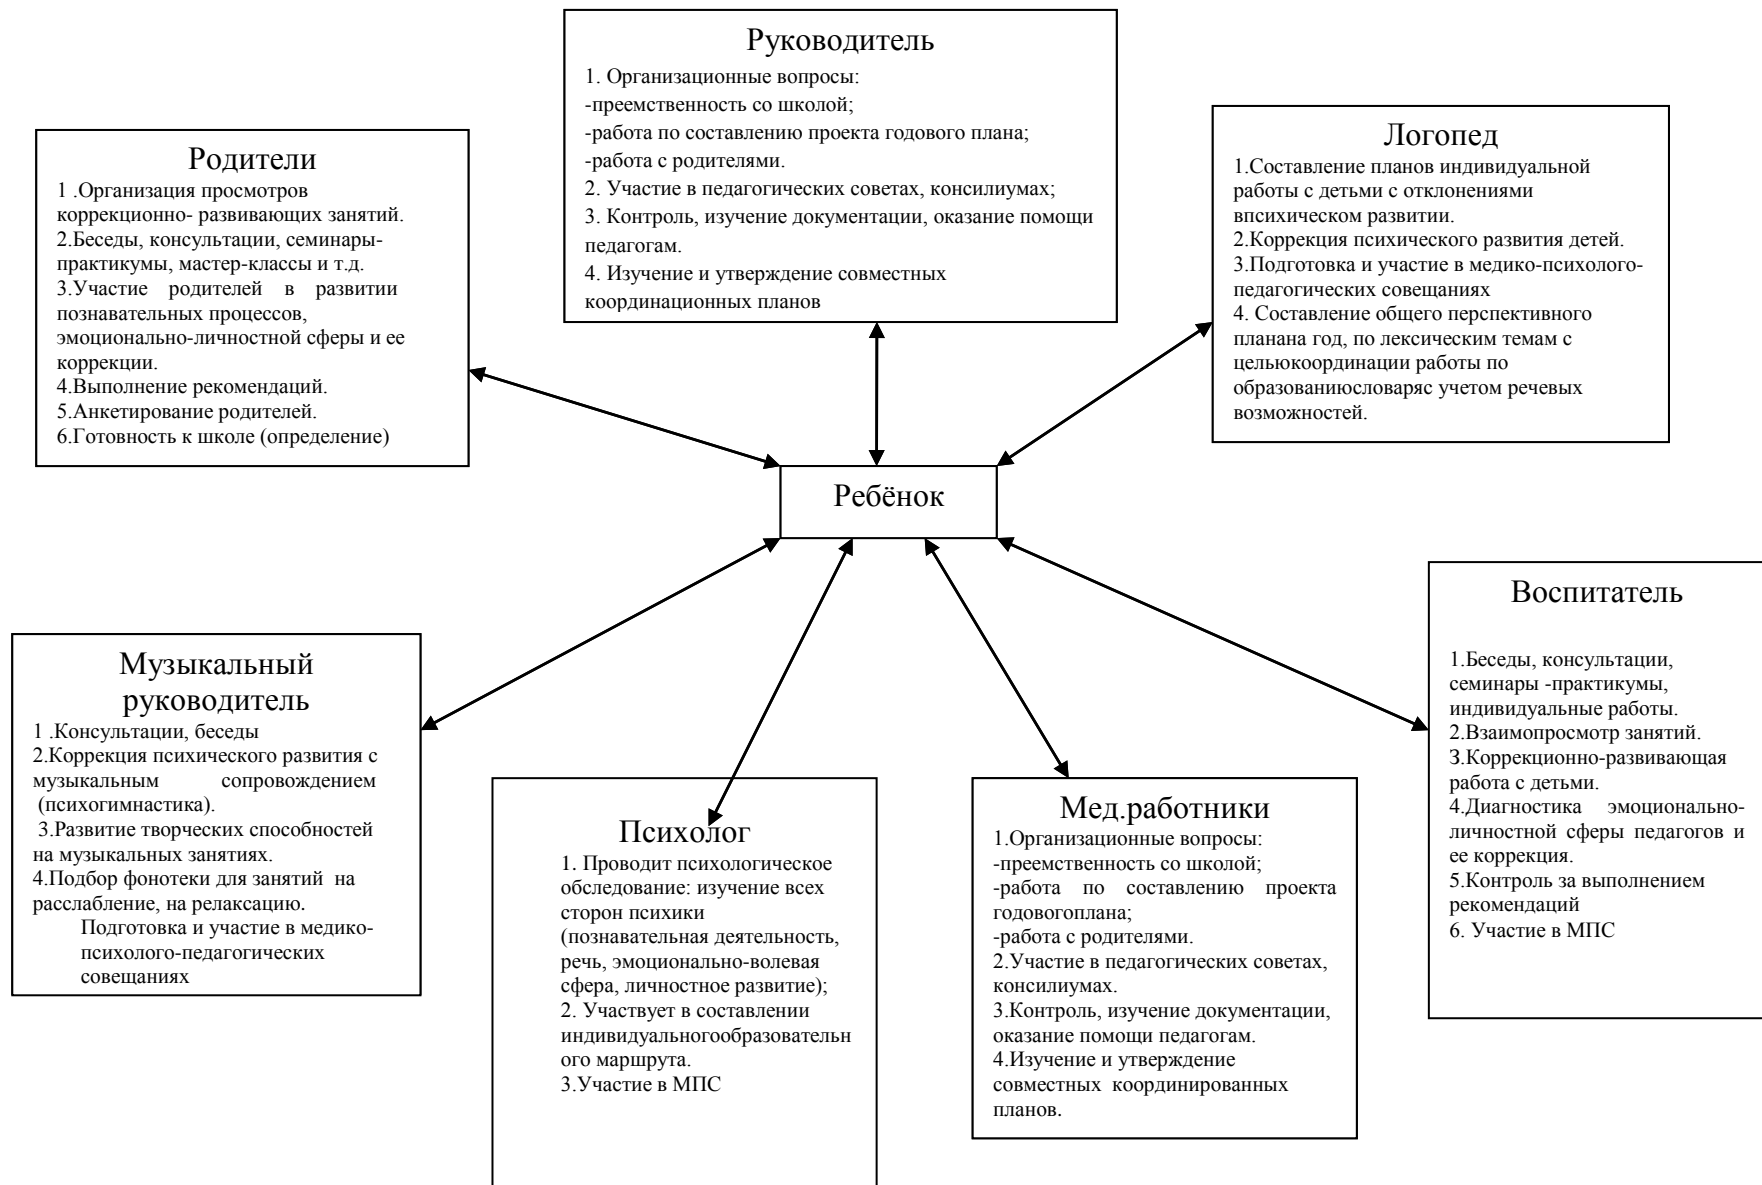 Руководитель
1. Организационные вопросы:
-преемственность со школой;
-работа по составлению проекта годового плана;
-работа с родителями.
2. Участие в педагогических советах, консилиумах;
3. Контроль, изучение документации, оказание помощи
педагогам.
4. Изучение и утверждение совместных
координационных планов
Родители
1 .Организация просмотров
коррекционно- развивающих занятий.
2.Беседы, консультации, семинары-
практикумы, мастер-классы и т.д.
3.Участие родителей в развитии
познавательных процессов,
эмоционально-личностной сферы и ее
коррекции.
4.Выполнение рекомендаций.
5.Анкетирование родителей.
6.Готовность к школе (определение)
Логопед
1.Составление планов индивидуальной
работы с детьми с отклонениями
впсихическом развитии.
2.Коррекция психического развития детей.
3.Подготовка и участие в медико-психолого-
педагогических совещаниях
4. Составление общего перспективного
планана год, по лексическим темам с
цельюкоординации работы по
образованиюсловаряс учетом речевых
возможностей.
Ребёнок
Музыкальный
руководитель
1 .Консультации, беседы
2.Коррекция психического развития с
музыкальным сопровождением
(психогимнастика).
3.Развитие творческих способностей
на музыкальных занятиях.
4.Подбор фонотеки для занятий на
расслабление, на релаксацию.
Подготовка и участие в медико-
психолого-педагогических
совещаниях
Психолог
1. Проводит психологическое
обследование: изучение всех
сторон психики
(познавательная деятельность,
речь, эмоционально-волевая
сфера, личностное развитие);
2. Участвует в составлении
индивидуальногообразовательн
ого маршрута.
3.Участие в МПС
Мед.работники
1.Организационные вопросы:
-преемственность со школой;
-работа по составлению проекта
годовогоплана;
-работа с родителями.
2.Участие в педагогических советах,
консилиумах.
3.Контроль, изучение документации,
оказание помощи педагогам.
4.Изучение и утверждение
совместных координированных
планов.
Воспитатель
1.Беседы, консультации,
семинары -практикумы,
индивидуальные работы.
2.Взаимопросмотр занятий.
3.Коррекционно-развивающая
работа с детьми.
4.Диагностика эмоционально-
личностной сферы педагогов и
ее коррекция.
5.Контроль за выполнением
рекомендаций
6. Участие в МПС